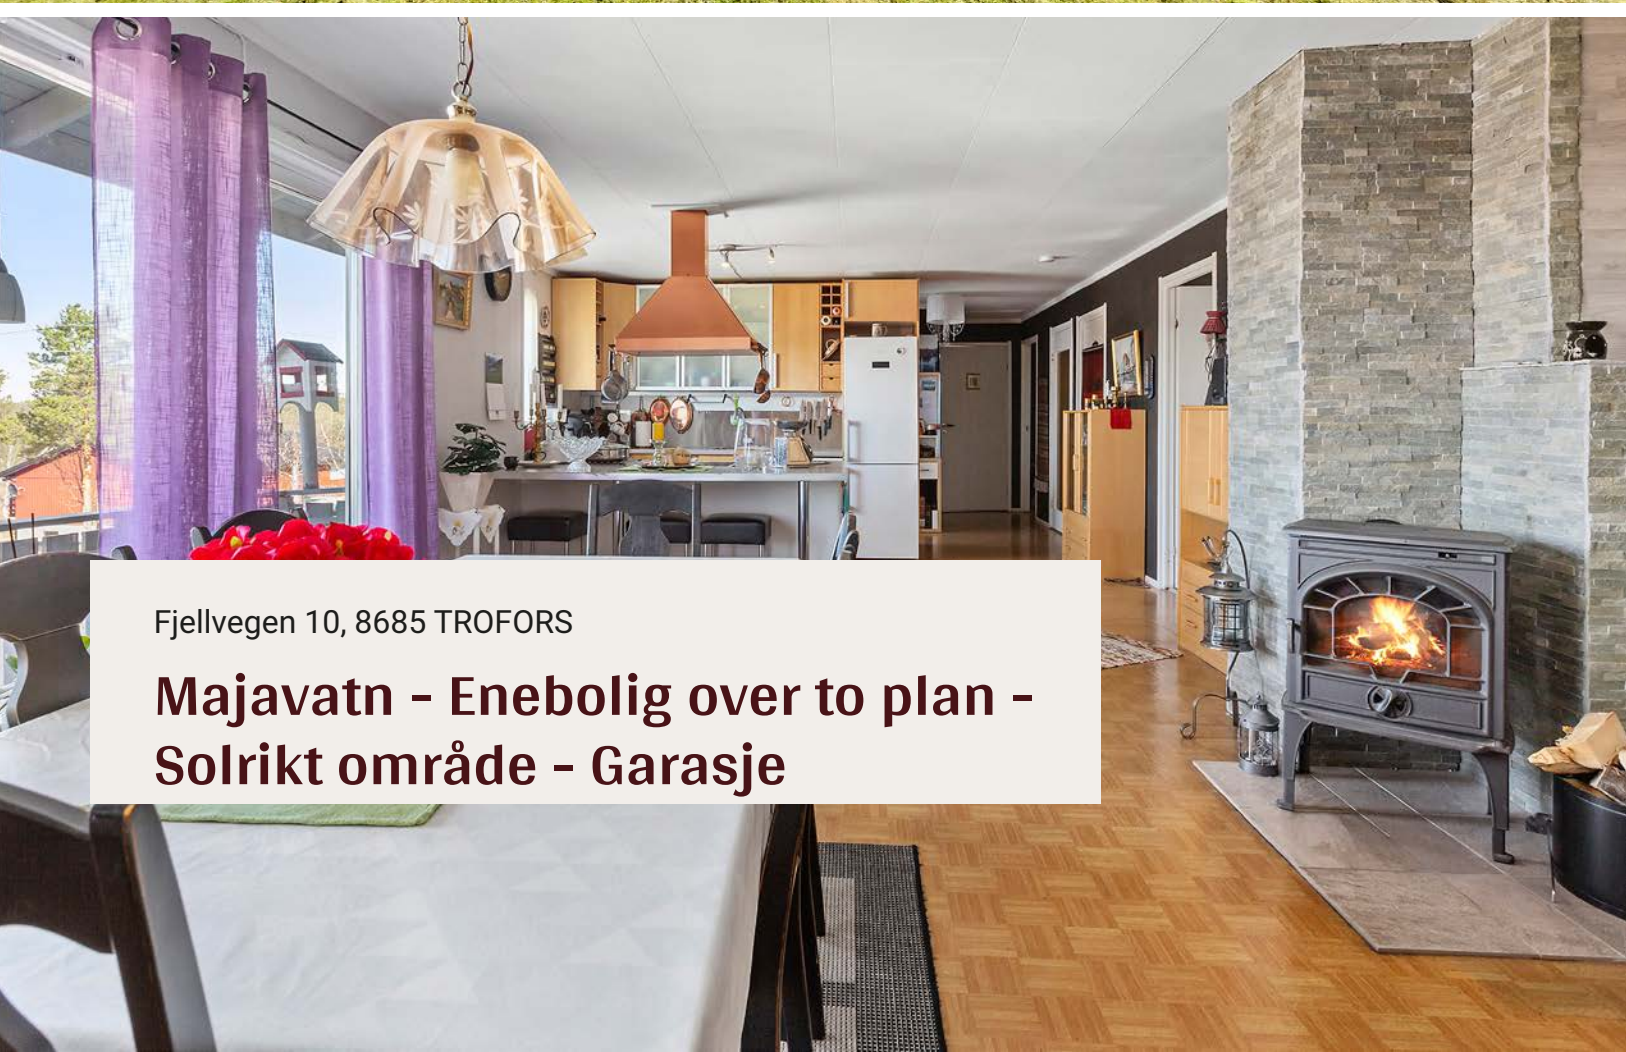 Fjellvegen 10, 8685 TROFORS
Majavatn - Enebolig over to plan -
Solrikt område - Garasje